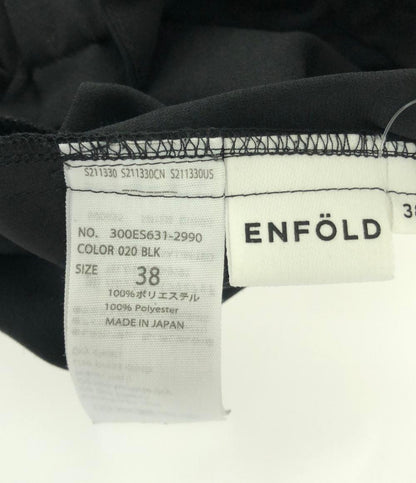 S211330 S211330CN S211330US
NO. 300ES631-2990
COLOR 020 BLK
SIZE 38
100%ポリエステル
100% Polyester
MADE IN JAPAN
ENFÖLD
38